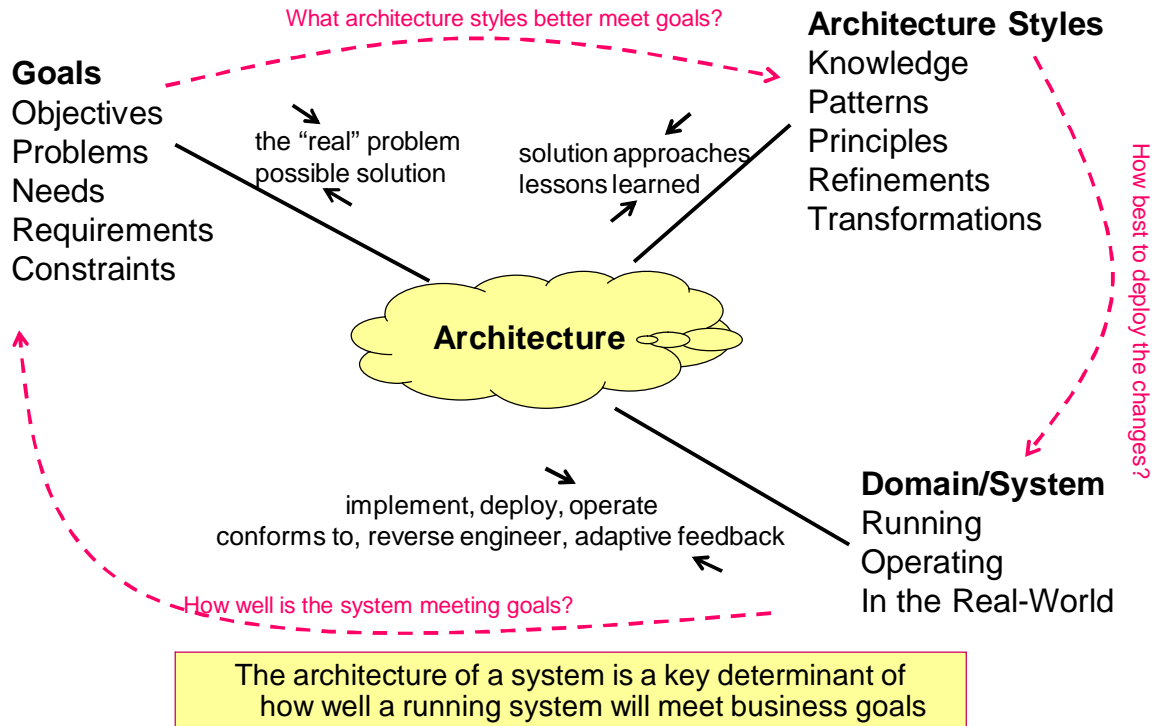 What architecture styles better meet goals?
Goals
Objectives
Problems
Needs
Requirements
Constraints
the “real” problem
possible solution
solution approaches
lessons learned
Architecture Styles
Knowledge
Patterns
Principles
Refinements
Transformations
How best to deploy the changes?
Architecture
implement, deploy, operate
conforms to, reverse engineer, adaptive feedback
Domain/System
Running
Operating
In the Real-World
How well is the system meeting goals?
The architecture of a system is a key determinant of
how well a running system will meet business goals